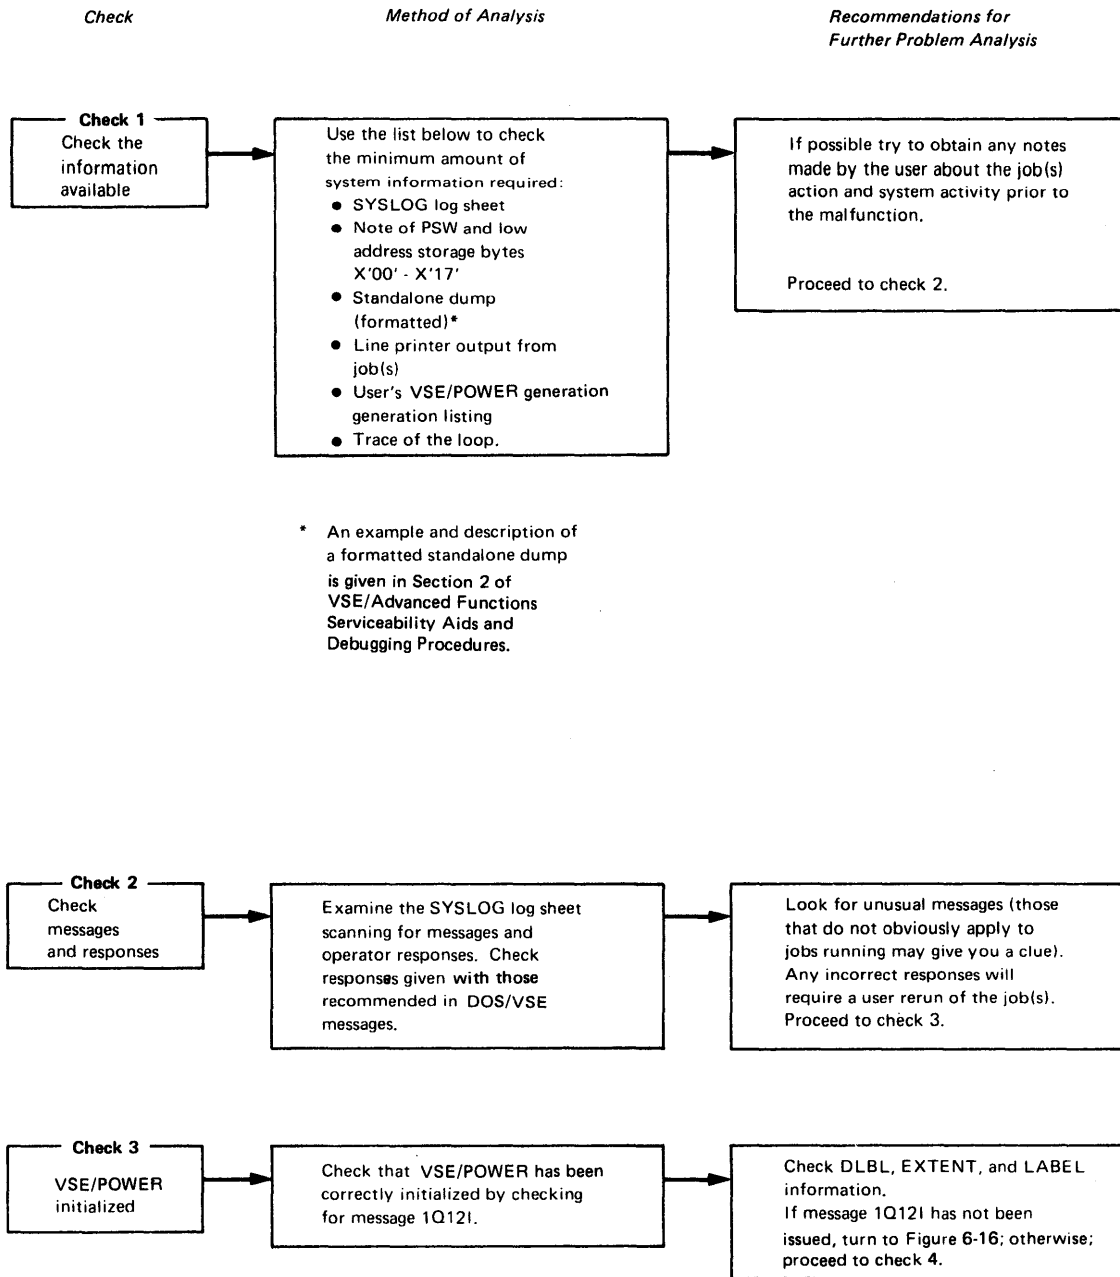 Check
Method of Analysis
Recommendations for
Further Problem Analysis
Check 1
Check the
information
available
Use the list below to check
the minimum amount of
system information required:
● SYSLOG log sheet
● Note of PSW and low
address storage bytes
X'00' - X'17'
● Standalone dump
(formatted)*
● Line printer output from
job(s)
● User's VSE/POWER generation
generation listing
● Trace of the loop.
If possible try to obtain any notes
made by the user about the job(s)
action and system activity prior to
the malfunction.
Proceed to check 2.
* An example and description of
a formatted standalone dump
is given in Section 2 of
VSE/Advanced Functions
Serviceability Aids and
Debugging Procedures.
Check 2
Check
messages
and responses
Examine the SYSLOG log sheet
scanning for messages and
operator responses. Check
responses given with those
recommended in DOS/VSE
messages.
Look for unusual messages (those
that do not obviously apply to
jobs running may give you a clue).
Any incorrect responses will
require a user rerun of the job(s).
Proceed to check 3.
Check 3
VSE/POWER
initialized
Check that VSE/POWER has been
correctly initialized by checking
for message 1Q12I.
Check DLBL, EXTENT, and LABEL
information.
If message 1Q12I has not been
issued, turn to Figure 6-16; otherwise;
proceed to check 4.